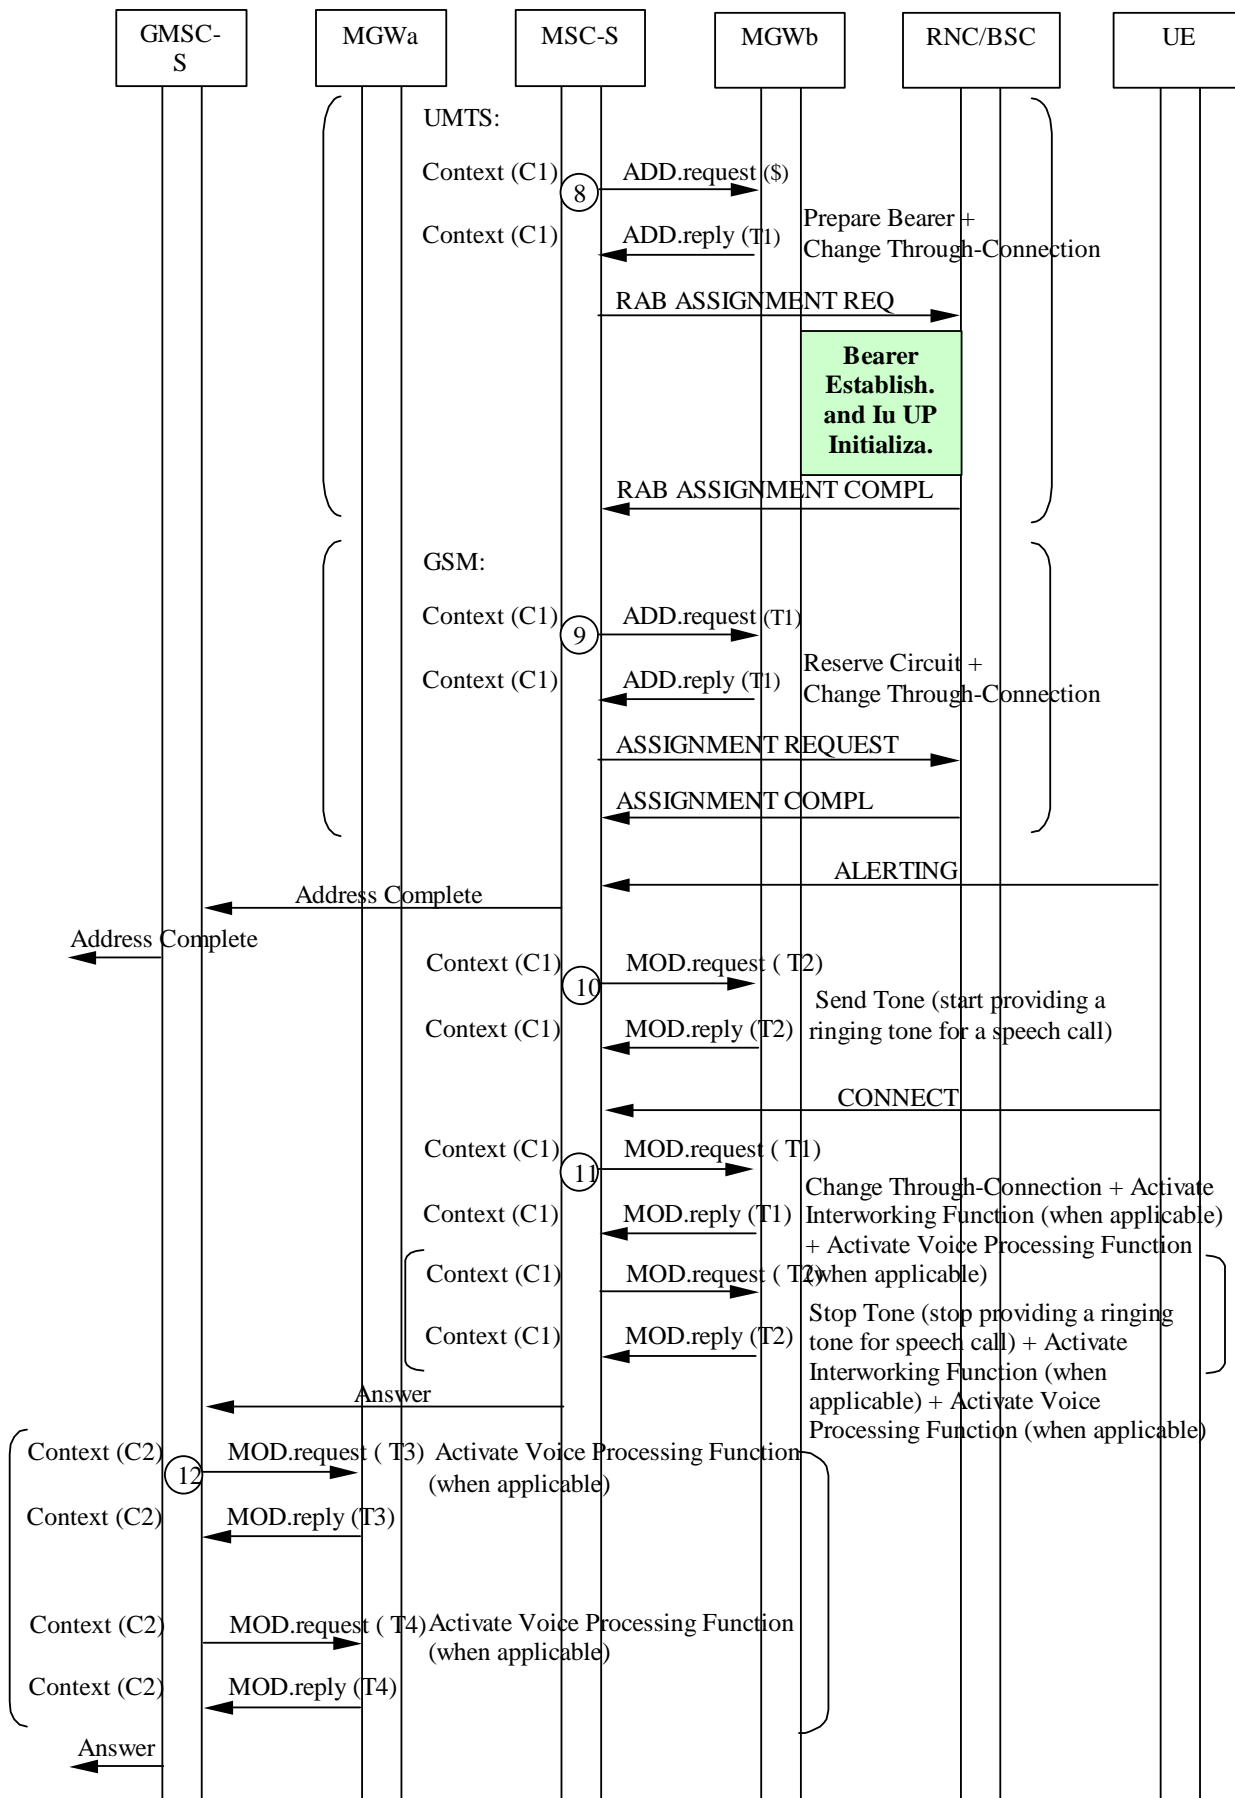 GMSC-
S
MGWa
MSC-S
MGWb
RNC/BSC
UE
UMTS:
Context (C1)
8
ADD.request ($)
Context (C1)
ADD.reply (T1)
Prepare Bearer +
Change Through-Connection
RAB ASSIGNMENT REQ
Bearer
Establish.
and Iu UP
Initializa.
RAB ASSIGNMENT COMPL
GSM:
Context (C1)
9
ADD.request (T1)
Context (C1)
ADD.reply (T1)
Reserve Circuit +
Change Through-Connection
ASSIGNMENT REQUEST
ASSIGNMENT COMPL
ALERTING
Address Complete
Address Complete
Context (C1)
10
MOD.request ( T2)
Context (C1)
MOD.reply (T2)
Send Tone (start providing a
ringing tone for a speech call)
CONNECT
Context (C1)
11
MOD.request ( T1)
Context (C1)
MOD.reply (T1)
Change Through-Connection + Activate
Interworking Function (when applicable)
+ Activate Voice Processing Function
(when applicable)
Context (C1)
MOD.request ( T2)
Context (C1)
MOD.reply (T2)
Stop Tone (stop providing a ringing
tone for speech call) + Activate
Interworking Function (when
applicable) + Activate Voice
Processing Function (when applicable)
Answer
Context (C2)
12
MOD.request ( T3)
Activate Voice Processing Function
(when applicable)
Context (C2)
MOD.reply (T3)
Context (C2)
MOD.request ( T4)
Activate Voice Processing Function
(when applicable)
Context (C2)
MOD.reply (T4)
Answer